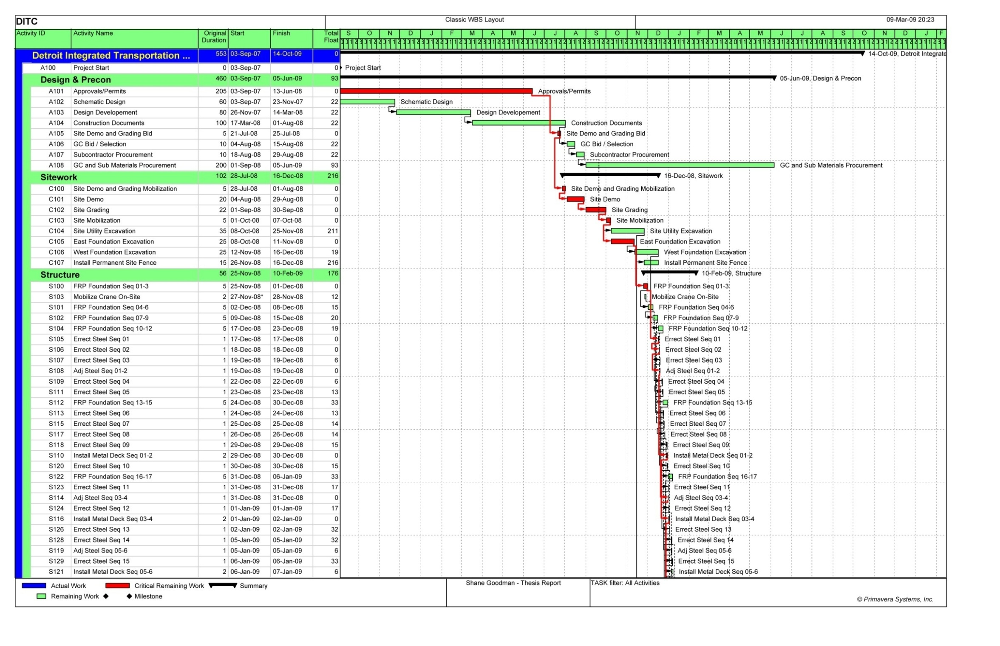 DITC Classic WBS Layout 09-Mar-09 20:23
Activity ID Activity Name Original Duration Start Finish Total Float S O N D J F M A M J J A S O N D J F M A M J J A S O N D J F
Detroit Integrated Transportation ... 553 03-Sep-07 14-Oct-09 0 14-Oct-09, Detroit Integrate
A100 Project Start 0 03-Sep-07 0 Project Start
Design & Precon 460 03-Sep-07 05-Jun-09 93 05-Jun-09, Design & Precon
A101 Approvals/Permits 205 03-Sep-07 13-Jun-08 0 Approvals/Permits
A102 Schematic Design 60 03-Sep-07 23-Nov-07 22 Schematic Design
A103 Design Developement 80 26-Nov-07 14-Mar-08 22 Design Developement
A104 Construction Documents 100 17-Mar-08 01-Aug-08 22 Construction Documents
A105 Site Demo and Grading Bid 5 21-Jul-08 25-Jul-08 0 Site Demo and Grading Bid
A106 GC Bid / Selection 10 04-Aug-08 15-Aug-08 22 GC Bid / Selection
A107 Subcontractor Procurement 10 18-Aug-08 29-Aug-08 22 Subcontractor Procurement
A108 GC and Sub Materials Procurement 200 01-Sep-08 05-Jun-09 93 GC and Sub Materials Procurement
Sitework 102 28-Jul-08 16-Dec-08 216 16-Dec-08, Sitework
C100 Site Demo and Grading Mobilization 5 28-Jul-08 01-Aug-08 0 Site Demo and Grading Mobilization
C101 Site Demo 20 04-Aug-08 29-Aug-08 0 Site Demo
C102 Site Grading 22 01-Sep-08 30-Sep-08 0 Site Grading
C103 Site Mobilization 5 01-Oct-08 07-Oct-08 0 Site Mobilization
C104 Site Utility Excavation 35 08-Oct-08 25-Nov-08 211 Site Utility Excavation
C105 East Foundation Excavation 25 08-Oct-08 11-Nov-08 0 East Foundation Excavation
C106 West Foundation Excavation 25 12-Nov-08 16-Dec-08 19 West Foundation Excavation
C107 Install Permanent Site Fence 15 26-Nov-08 16-Dec-08 216 Install Permanent Site Fence
Structure 56 25-Nov-08 10-Feb-09 176 10-Feb-09, Structure
S100 FRP Foundation Seq 01-3 5 25-Nov-08 01-Dec-08 0 FRP Foundation Seq 01-3
S103 Mobilize Crane On-Site 2 27-Nov-08* 28-Nov-08 12 Mobilize Crane On-Site
S101 FRP Foundation Seq 04-6 5 02-Dec-08 08-Dec-08 15 FRP Foundation Seq 04-6
S102 FRP Foundation Seq 07-9 5 09-Dec-08 15-Dec-08 20 FRP Foundation Seq 07-9
S104 FRP Foundation Seq 10-12 5 17-Dec-08 23-Dec-08 19 FRP Foundation Seq 10-12
S105 Errect Steel Seq 01 1 17-Dec-08 17-Dec-08 0 Errect Steel Seq 01
S106 Errect Steel Seq 02 1 18-Dec-08 18-Dec-08 0 Errect Steel Seq 02
S107 Errect Steel Seq 03 1 19-Dec-08 19-Dec-08 6 Errect Steel Seq 03
S108 Adj Steel Seq 01-2 1 19-Dec-08 19-Dec-08 0 Adj Steel Seq 01-2
S109 Errect Steel Seq 04 1 22-Dec-08 22-Dec-08 6 Errect Steel Seq 04
S111 Errect Steel Seq 05 1 23-Dec-08 23-Dec-08 13 Errect Steel Seq 05
S112 FRP Foundation Seq 13-15 5 24-Dec-08 30-Dec-08 33 FRP Foundation Seq 13-15
S113 Errect Steel Seq 06 1 24-Dec-08 24-Dec-08 13 Errect Steel Seq 06
S115 Errect Steel Seq 07 1 25-Dec-08 25-Dec-08 14 Errect Steel Seq 07
S117 Errect Steel Seq 08 1 26-Dec-08 26-Dec-08 14 Errect Steel Seq 08
S118 Errect Steel Seq 09 1 29-Dec-08 29-Dec-08 15 Errect Steel Seq 09
S110 Install Metal Deck Seq 01-2 2 29-Dec-08 30-Dec-08 0 Install Metal Deck Seq 01-2
S120 Errect Steel Seq 10 1 30-Dec-08 30-Dec-08 15 Errect Steel Seq 10
S122 FRP Foundation Seq 16-17 5 31-Dec-08 06-Jan-09 33 FRP Foundation Seq 16-17
S123 Errect Steel Seq 11 1 31-Dec-08 31-Dec-08 17 Errect Steel Seq 11
S114 Adj Steel Seq 03-4 1 31-Dec-08 31-Dec-08 0 Adj Steel Seq 03-4
S124 Errect Steel Seq 12 1 01-Jan-09 01-Jan-09 17 Errect Steel Seq 12
S116 Install Metal Deck Seq 03-4 2 01-Jan-09 02-Jan-09 0 Install Metal Deck Seq 03-4
S126 Errect Steel Seq 13 1 02-Jan-09 02-Jan-09 32 Errect Steel Seq 13
S128 Errect Steel Seq 14 1 05-Jan-09 05-Jan-09 32 Errect Steel Seq 14
S119 Adj Steel Seq 05-6 1 05-Jan-09 05-Jan-09 6 Adj Steel Seq 05-6
S129 Errect Steel Seq 15 1 06-Jan-09 06-Jan-09 33 Errect Steel Seq 15
S121 Install Metal Deck Seq 05-6 2 06-Jan-09 07-Jan-09 6 Install Metal Deck Seq 05-6
Actual Work Critical Remaining Work Summary Shane Goodman - Thesis Report TASK filter: All Activities
Remaining Work Milestone
© Primavera Systems, Inc.